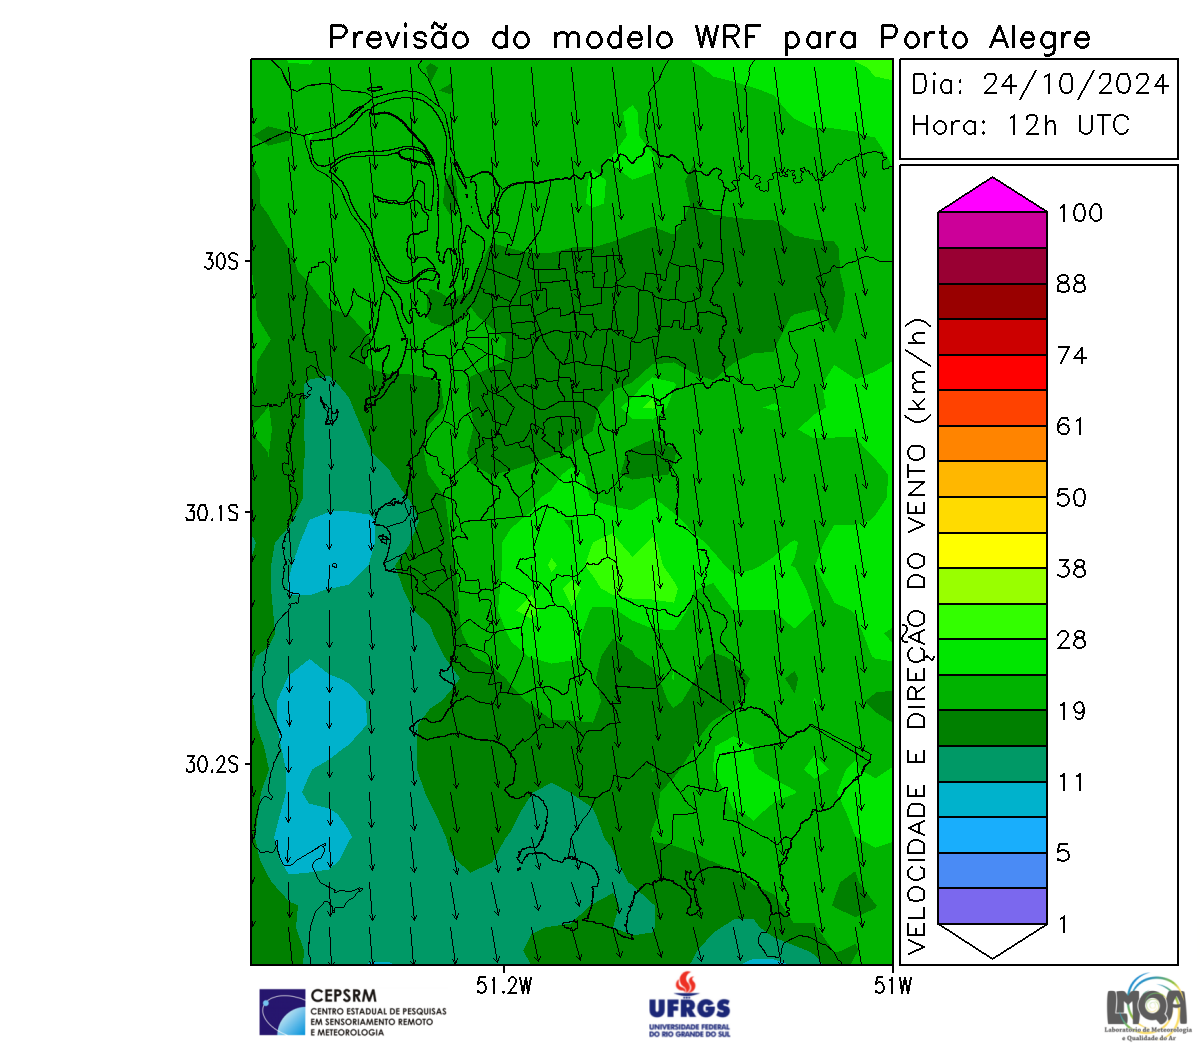 Previsão do modelo WRF para Porto Alegre
Dia: 24/10/2024
Hora: 12h UTC
30S
30.1S
30.2S
51.2W
51W
VELOCIDADE E DIREÇÃO DO VENTO (km/h)
100
88
74
61
50
38
28
19
11
5
1
CEPSRM
CENTRO ESTADUAL DE PESQUISAS
EM SENSORIAMENTO REMOTO
E METEOROLOGIA
UFRGS
UNIVERSIDADE FEDERAL
DO RIO GRANDE DO SUL
LMQA
Laboratório de Meteorologia
e Qualidade do Ar